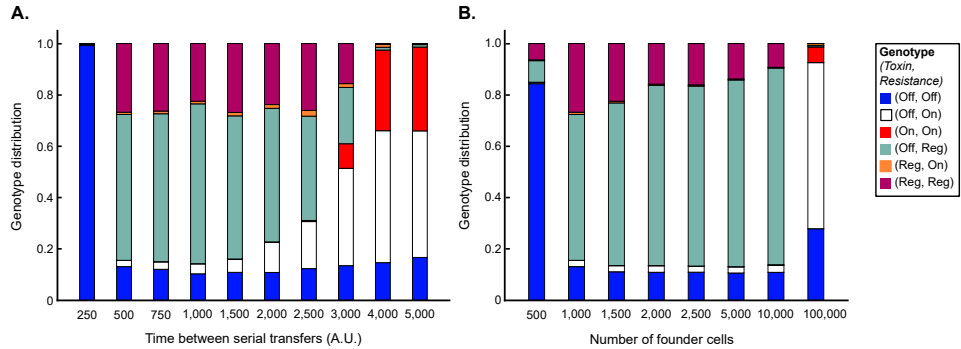 A.
Genotype distribution
1.0
0.8
0.6
0.4
0.2
0
250 500 750 1,000 1,500 2,000 2,500 3,000 4,000 5,000
Time between serial transfers (A.U.)
B.
Genotype distribution
1.0
0.8
0.6
0.4
0.2
0
500 1,000 1,500 2,000 2,500 5,000 10,000 100,000
Number of founder cells
Genotype
(Toxin,
Resistance)
(Off, Off)
(Off, On)
(On, On)
(Off, Reg)
(Reg, On)
(Reg, Reg)